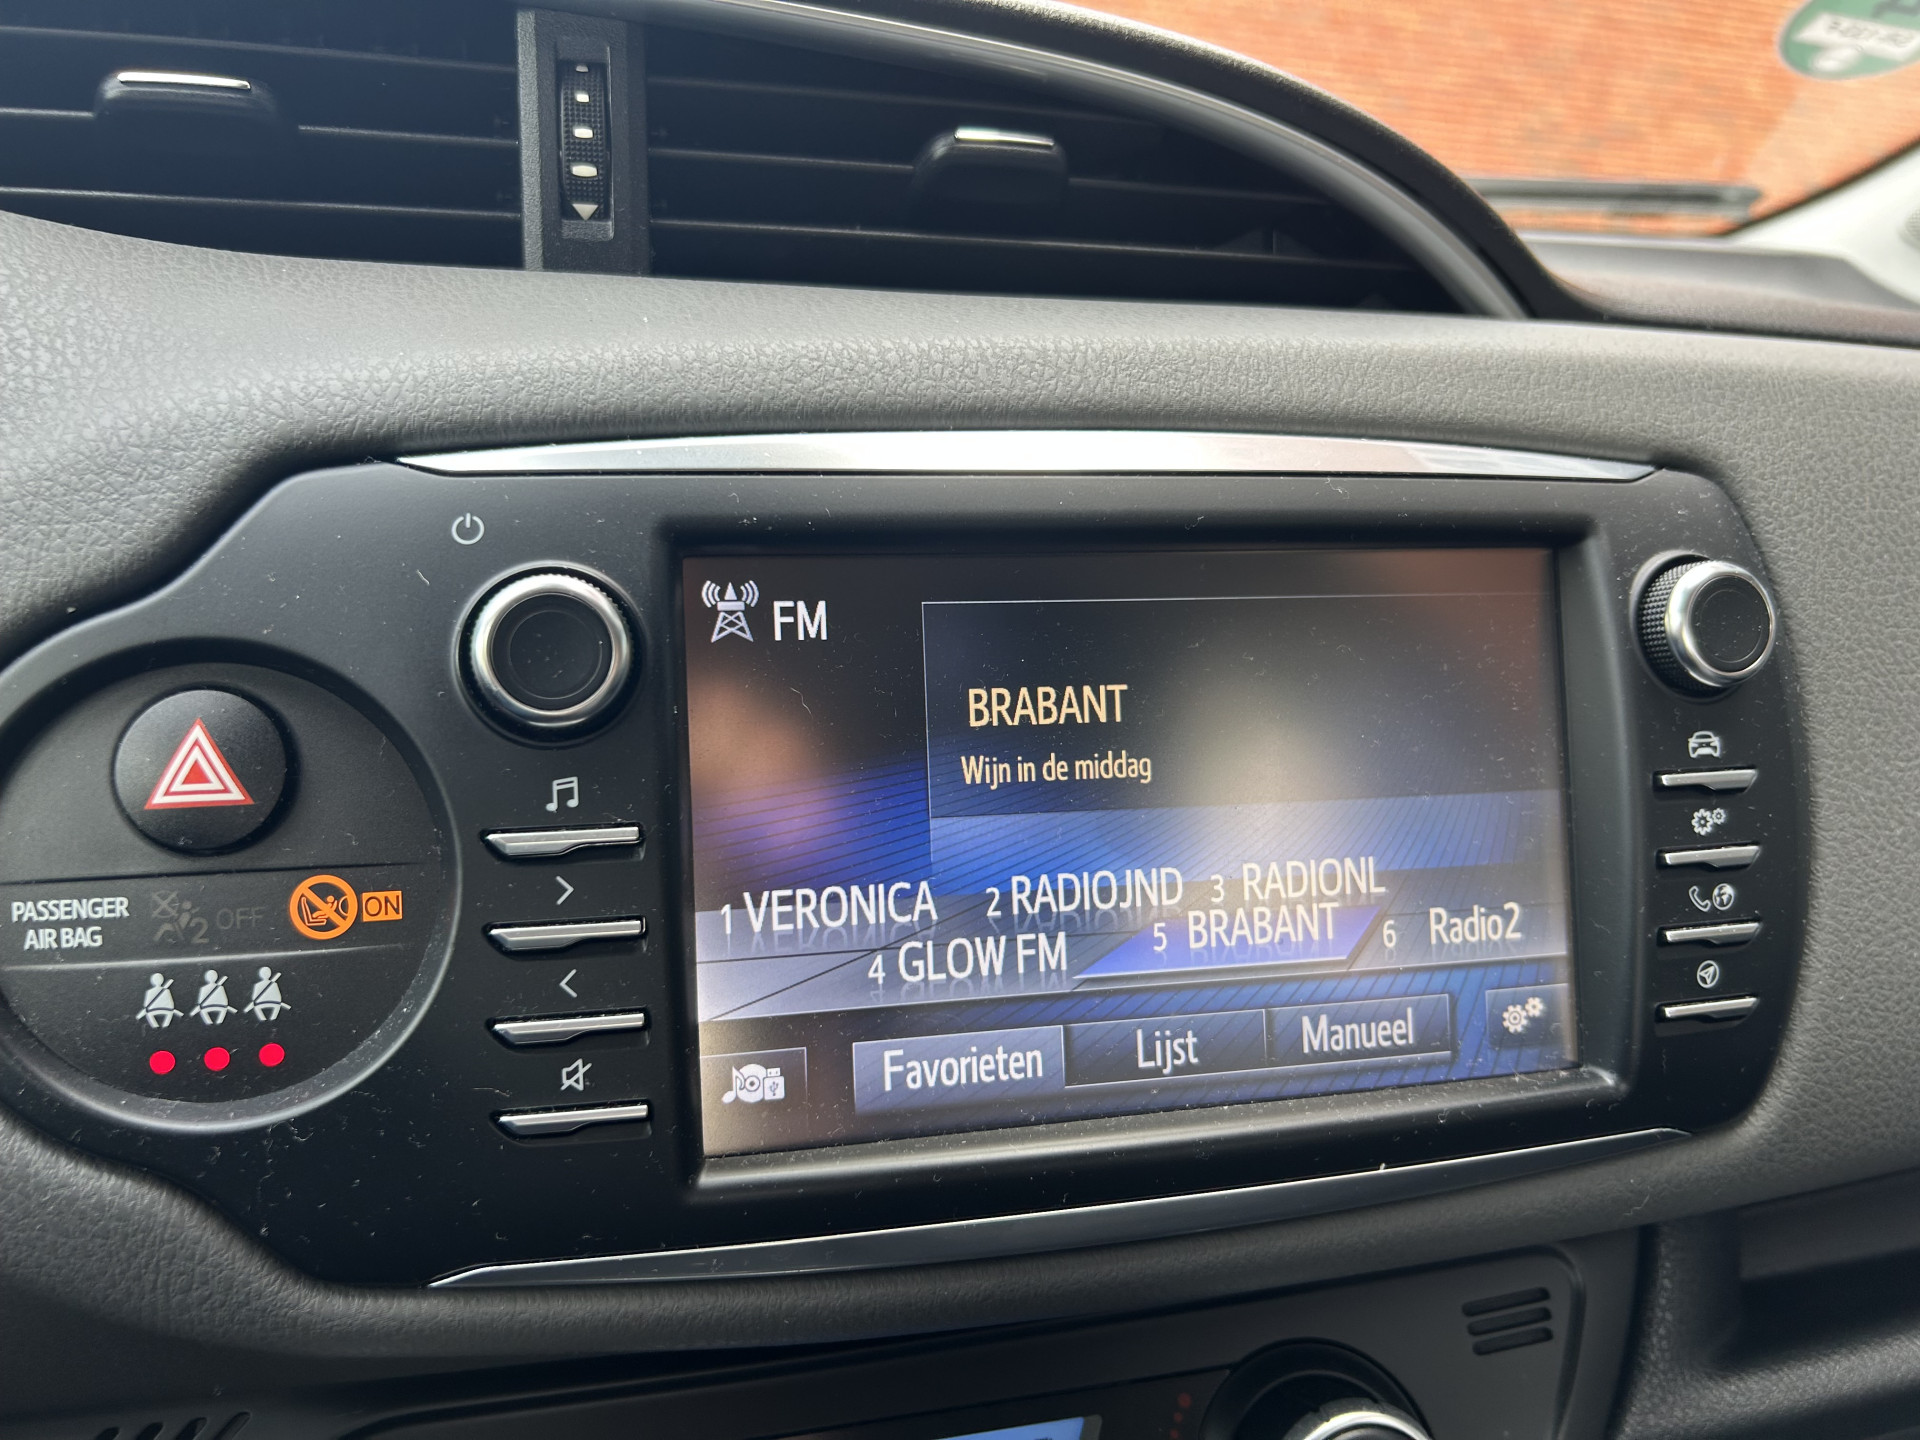 FM
BRABANT
Wijn in de middag
1 VERONICA 2 RADIOJND 3 RADIONL
4 GLOW FM 5 BRABANT 6 Radio2
Favorieten Lijst Manueel
PASSENGER
AIR BAG
2 OFF
ON